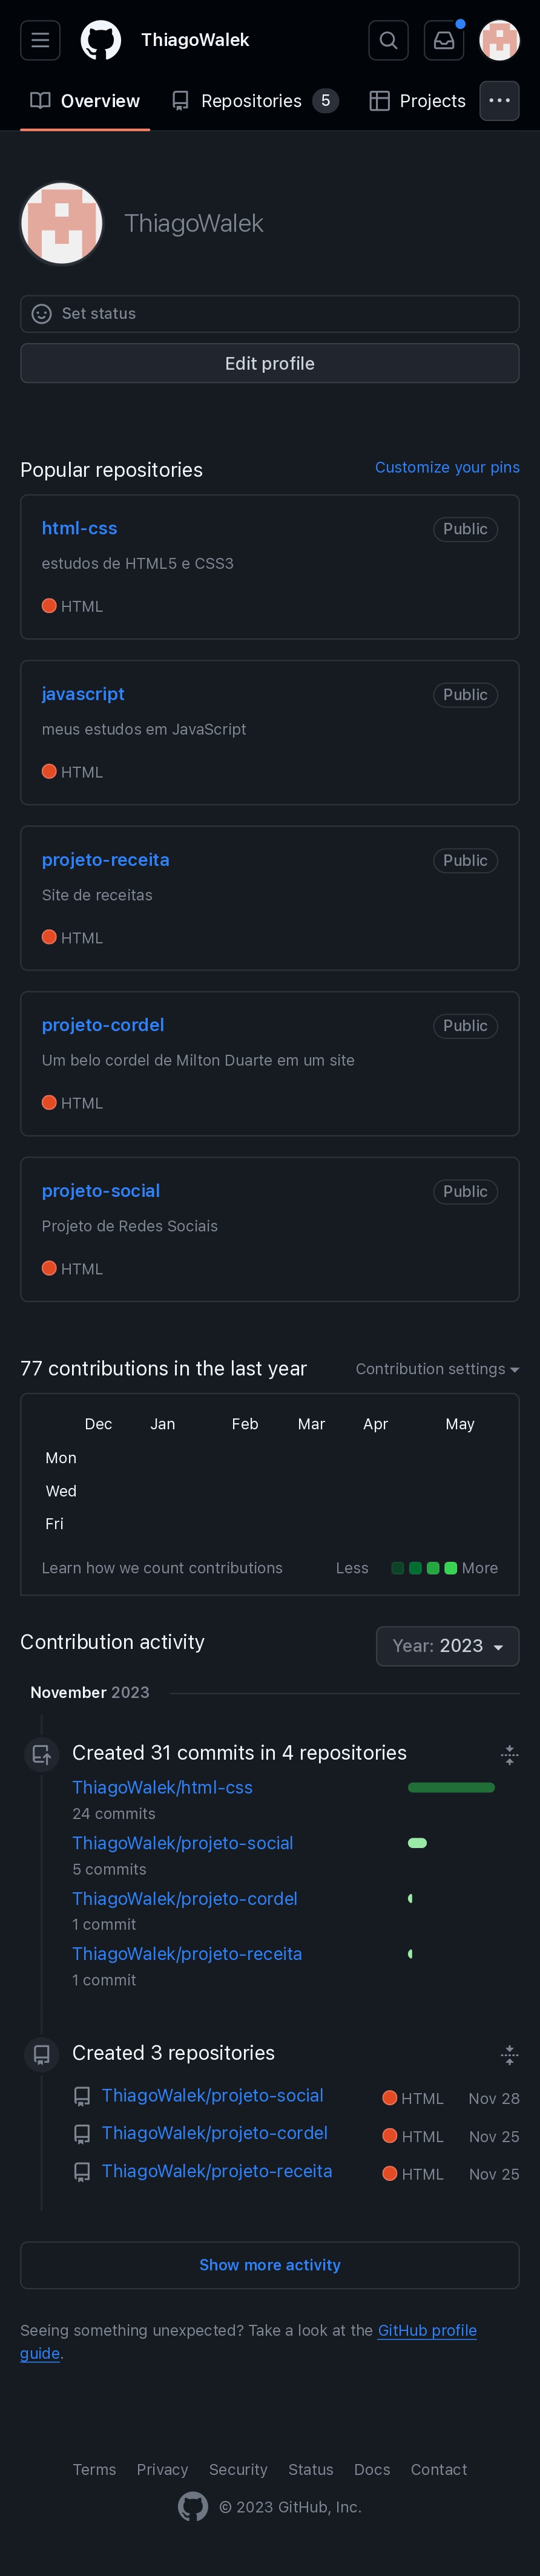 ThiagoWalek
Overview Repositories 5 Projects
ThiagoWalek
Set status
Edit profile
Popular repositories Customize your pins
html-css Public
estudos de HTML5 e CSS3
HTML
javascript Public
meus estudos em JavaScript
HTML
projeto-receita Public
Site de receitas
HTML
projeto-cordel Public
Um belo cordel de Milton Duarte em um site
HTML
projeto-social Public
Projeto de Redes Sociais
HTML
77 contributions in the last year Contribution settings
Dec Jan Feb Mar Apr May
Mon
Wed
Fri
Learn how we count contributions Less More
Contribution activity Year: 2023
November 2023
Created 31 commits in 4 repositories
ThiagoWalek/html-css
24 commits
ThiagoWalek/projeto-social
5 commits
ThiagoWalek/projeto-cordel
1 commit
ThiagoWalek/projeto-receita
1 commit
Created 3 repositories
ThiagoWalek/projeto-social HTML Nov 28
ThiagoWalek/projeto-cordel HTML Nov 25
ThiagoWalek/projeto-receita HTML Nov 25
Show more activity
Seeing something unexpected? Take a look at the GitHub profile
guide.
Terms Privacy Security Status Docs Contact
© 2023 GitHub, Inc.